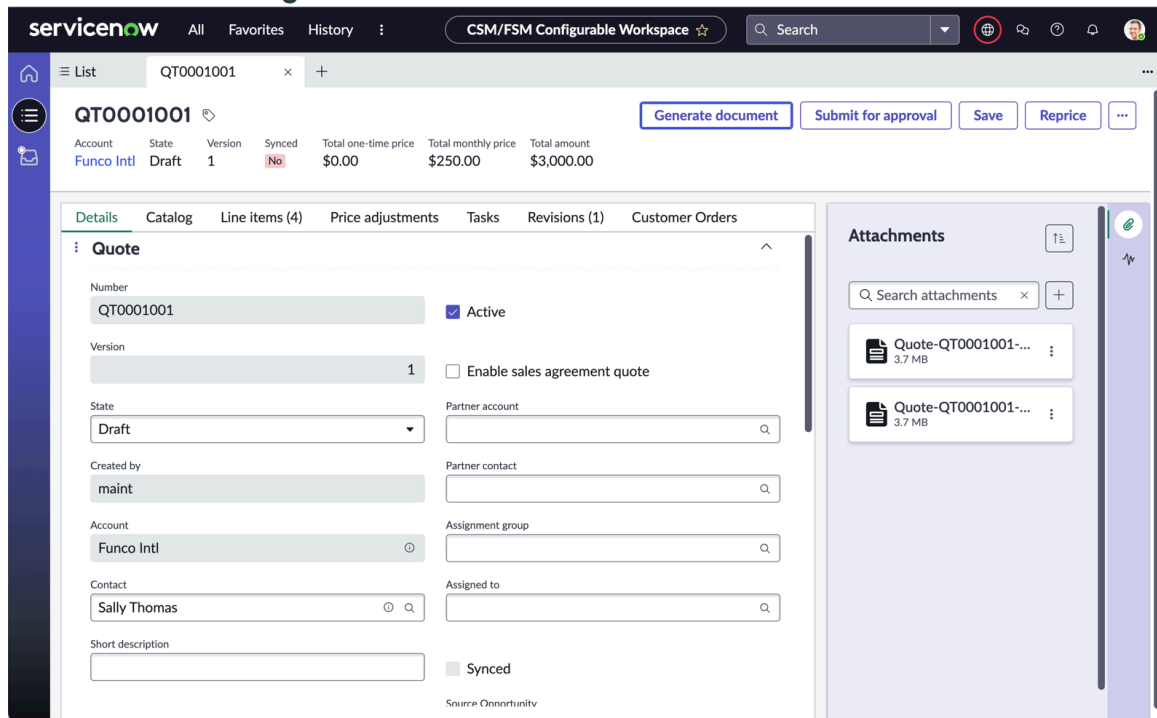 servicenow All Favorites History CSM/FSM Configurable Workspace Search
List QT0001001
QT0001001 Generate document Submit for approval Save Reprice
Account State Version Synced Total one-time price Total monthly price Total amount
Funco Intl Draft 1 No $0.00 $250.00 $3,000.00
Details Catalog Line items (4) Price adjustments Tasks Revisions (1) Customer Orders
Quote
Number
QT0001001
Active
Version
1
Enable sales agreement quote
State
Draft
Partner account
Created by
maint
Partner contact
Account
Funco Intl
Assignment group
Contact
Sally Thomas
Assigned to
Short description
Synced
Source Opportunity
Attachments
Search attachments
Quote-QT0001001-...
3.7 MB
Quote-QT0001001-...
3.7 MB